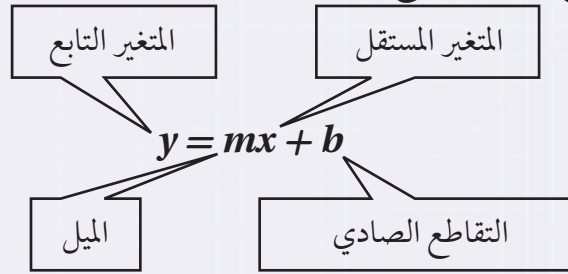 المتغير المستقل
المتغير التابع
y = mx + b
التقاطع الصادي
الميل